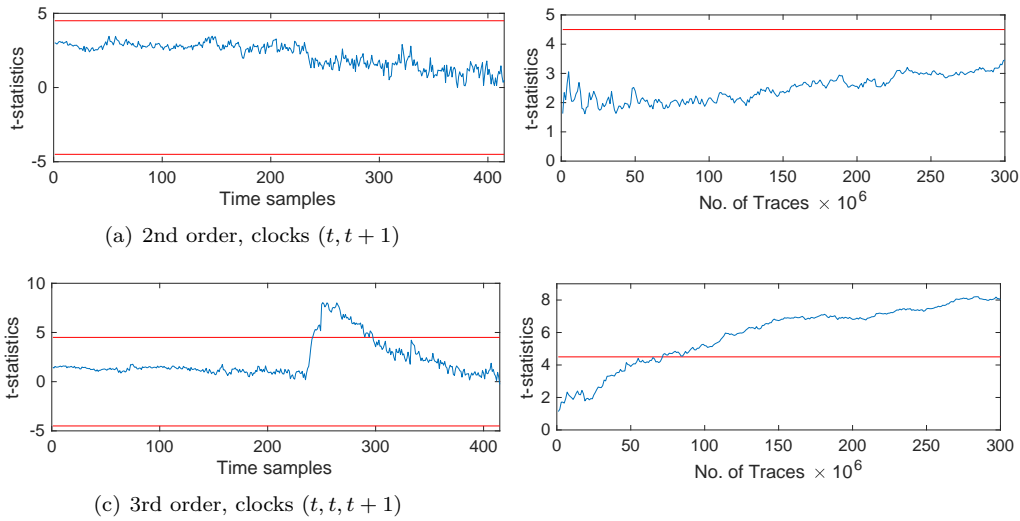 5
0
-5
t-statistics
0 100 200 300 400
Time samples
5
4
3
2
1
0
t-statistics
0 50 100 150 200 250 300
No. of Traces × 10^6
(a) 2nd order, clocks (t, t + 1)
10
5
0
-5
t-statistics
0 100 200 300 400
Time samples
8
6
4
2
0
t-statistics
0 50 100 150 200 250 300
No. of Traces × 10^6
(c) 3rd order, clocks (t, t, t + 1)